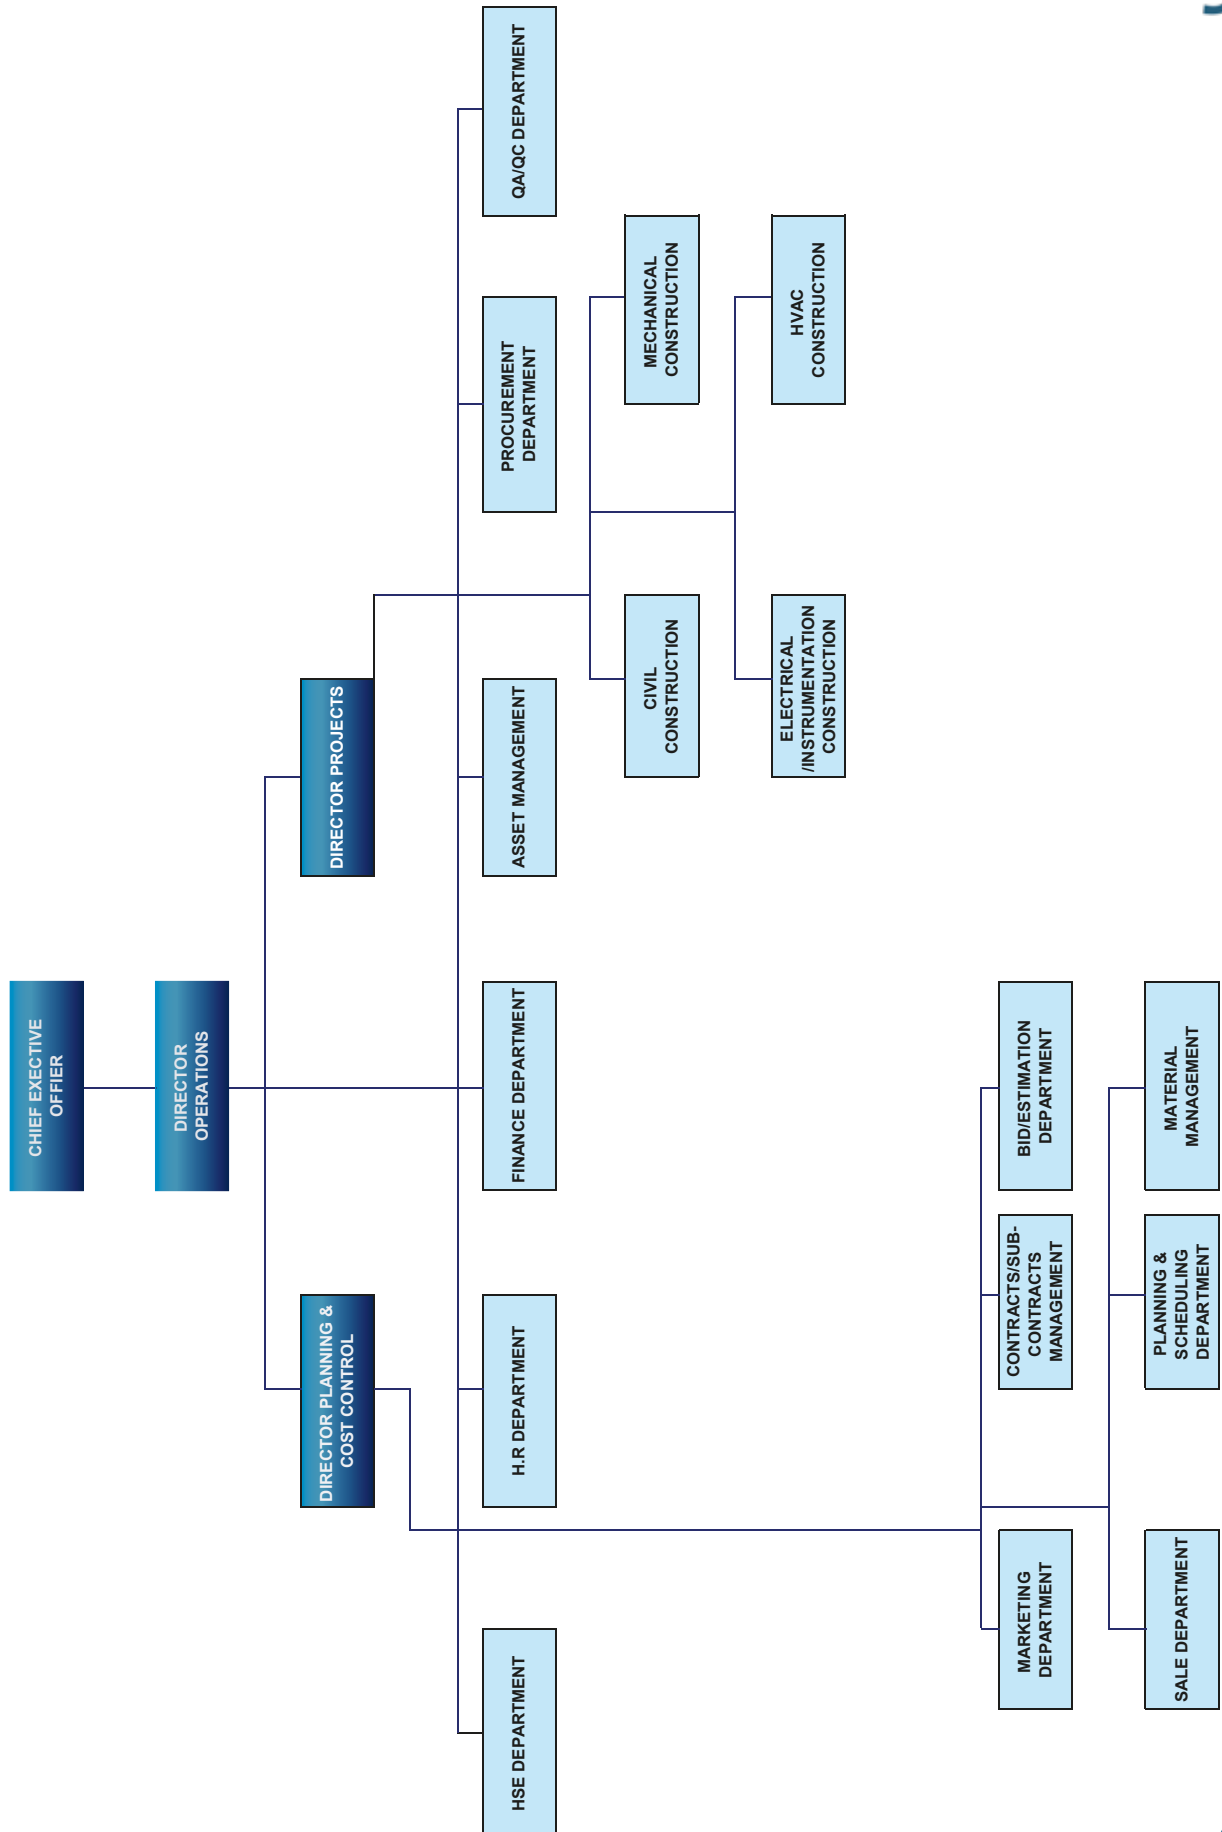 CHIEF EXECTIVE
OFFIER
DIRECTOR
OPERATIONS
DIRECTOR PLANNING &
COST CONTROL
DIRECTOR PROJECTS
HSE DEPARTMENT
H.R DEPARTMENT
FINANCE DEPARTMENT
ASSET MANAGEMENT
PROCUREMENT
DEPARTMENT
QA/QC DEPARTMENT
CIVIL
CONSTRUCTION
MECHANICAL
CONSTRUCTION
ELECTRICAL
/INSTRUMENTATION
CONSTRUCTION
HVAC
CONSTRUCTION
MARKETING
DEPARTMENT
CONTRACTS/SUB-
CONTRACTS
MANAGEMENT
BID/ESTIMATION
DEPARTMENT
SALE DEPARTMENT
PLANNING &
SCHEDULING
DEPARTMENT
MATERIAL
MANAGEMENT